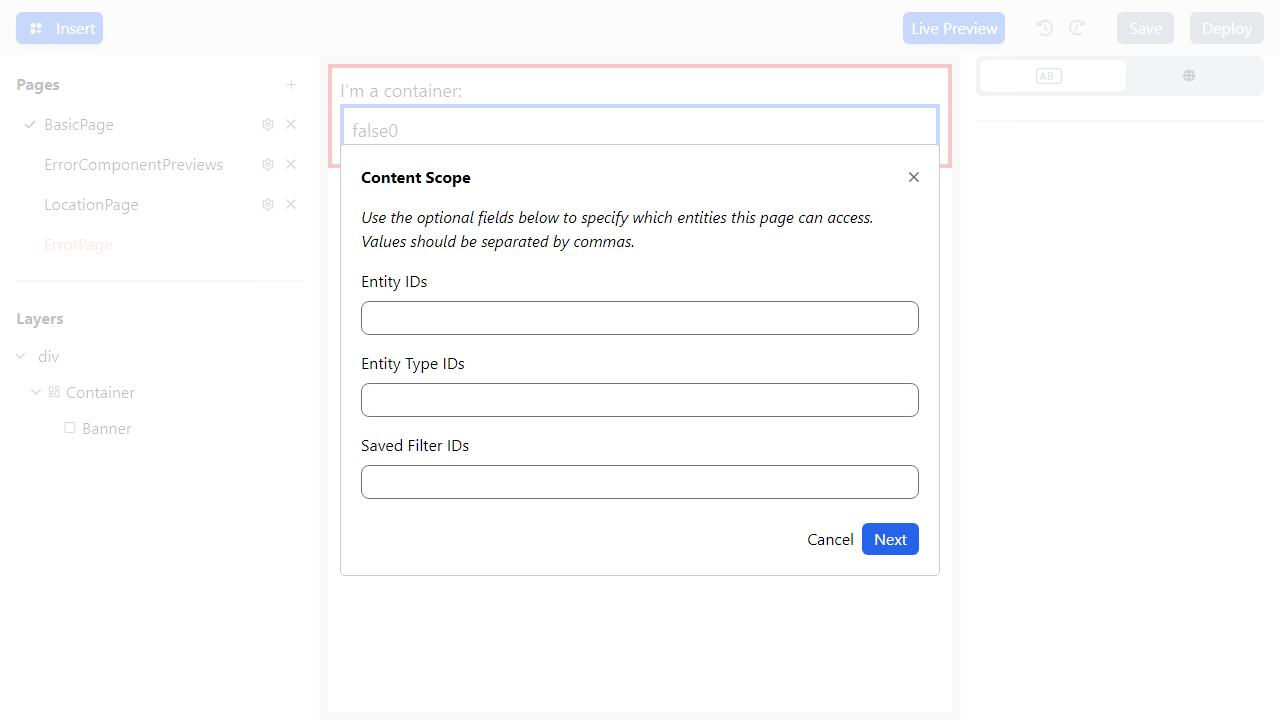 Insert
Live Preview
Save
Deploy
Pages
BasicPage
ErrorComponentPreviews
LocationPage
ErrorPage
Layers
div
Container
Banner
I'm a container:
false0
AB
Content Scope
Use the optional fields below to specify which entities this page can access.
Values should be separated by commas.
Entity IDs
Entity Type IDs
Saved Filter IDs
Cancel
Next